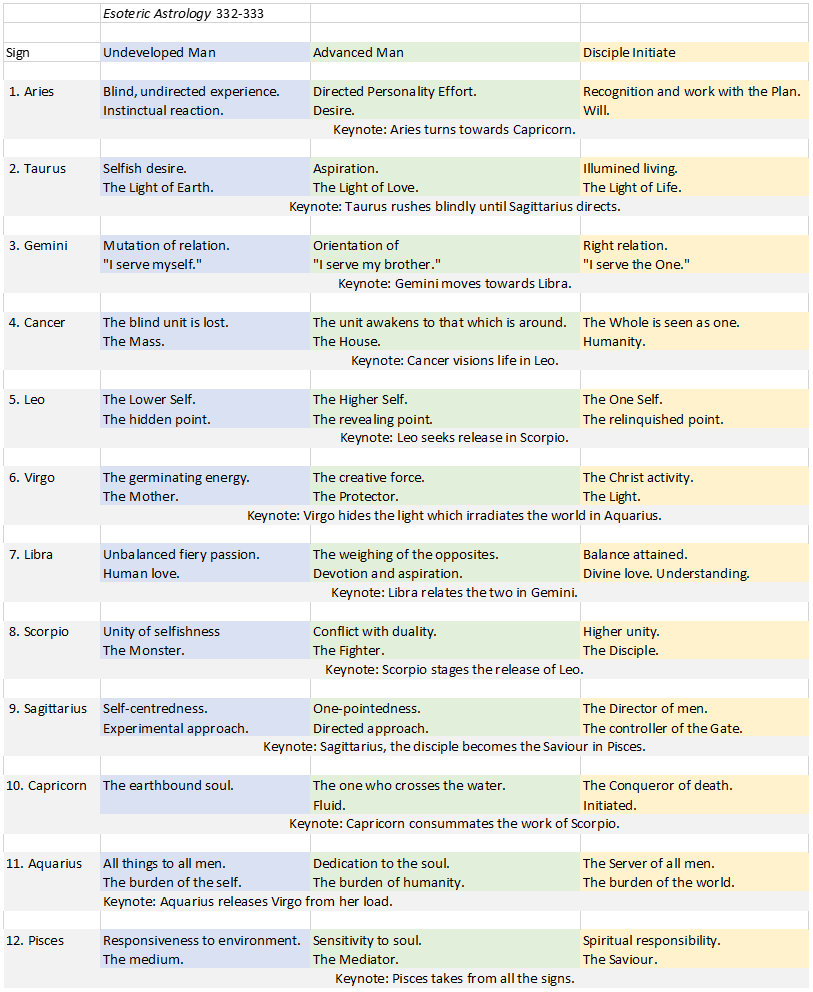 Esoteric Astrology 332-333
Sign Undeveloped Man Advanced Man Disciple Initiate
1. Aries Blind, undirected experience. Directed Personality Effort. Recognition and work with the Plan.
Instinctual reaction. Desire. Will.
Keynote: Aries turns towards Capricorn.
2. Taurus Selfish desire. Aspiration. Illumined living.
The Light of Earth. The Light of Love. The Light of Life.
Keynote: Taurus rushes blindly until Sagittarius directs.
3. Gemini Mutation of relation. Orientation of Right relation.
"I serve myself." "I serve my brother." "I serve the One."
Keynote: Gemini moves towards Libra.
4. Cancer The blind unit is lost. The unit awakens to that which is around. The Whole is seen as one.
The Mass. The House. Humanity.
Keynote: Cancer visions life in Leo.
5. Leo The Lower Self. The Higher Self. The One Self.
The hidden point. The revealing point. The relinquished point.
Keynote: Leo seeks release in Scorpio.
6. Virgo The germinating energy. The creative force. The Christ activity.
The Mother. The Protector. The Light.
Keynote: Virgo hides the light which irradiates the world in Aquarius.
7. Libra Unbalanced fiery passion. The weighing of the opposites. Balance attained.
Human love. Devotion and aspiration. Divine love. Understanding.
Keynote: Libra relates the two in Gemini.
8. Scorpio Unity of selfishness Conflict with duality. Higher unity.
The Monster. The Fighter. The Disciple.
Keynote: Scorpio stages the release of Leo.
9. Sagittarius Self-centredness. One-pointedness. The Director of men.
Experimental approach. Directed approach. The controller of the Gate.
Keynote: Sagittarius, the disciple becomes the Saviour in Pisces.
10. Capricorn The earthbound soul. The one who crosses the water. The Conqueror of death.
Fluid. Initiated.
Keynote: Capricorn consummates the work of Scorpio.
11. Aquarius All things to all men. Dedication to the soul. The Server of all men.
The burden of the self. The burden of humanity. The burden of the world.
Keynote: Aquarius releases Virgo from her load.
12. Pisces Responsiveness to environment. Sensitivity to soul. Spiritual responsibility.
The medium. The Mediator. The Saviour.
Keynote: Pisces takes from all the signs.